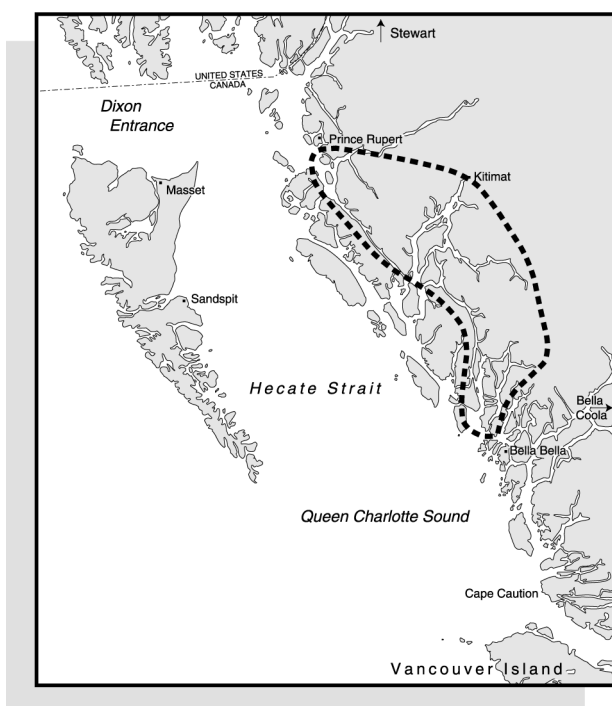 Stewart
UNITED STATES
CANADA
Dixon
Entrance
Prince Rupert
Masset
Kitimat
Sandspit
Hecate Strait
Bella
Coola
Bella Bella
Queen Charlotte Sound
Cape Caution
Vancouver Island